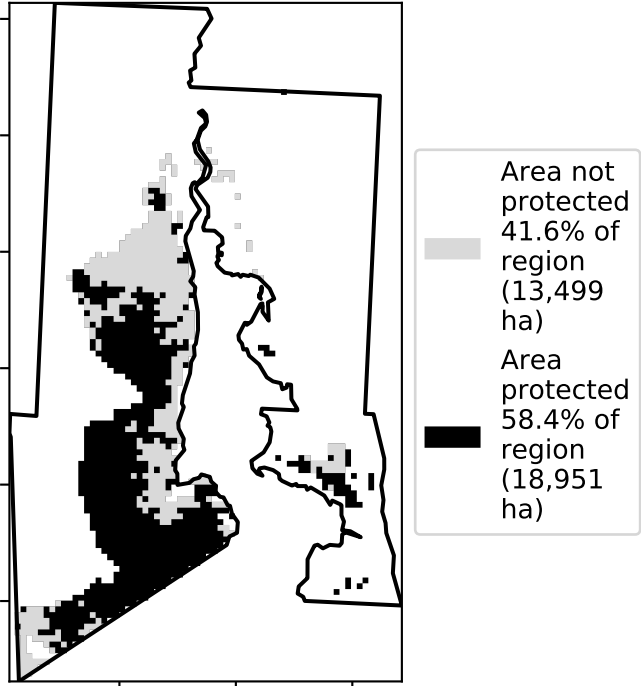 Area not
protected
41.6% of
region
(13,499
ha)
Area
protected
58.4% of
region
(18,951
ha)